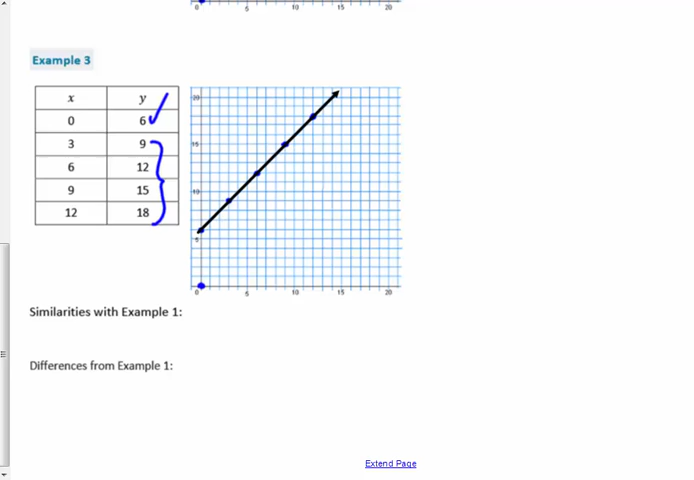 0 5 10 15 20
Example 3
x y
0 6
3 9
6 12
9 15
12 18
20
15
10
5
0 5 10 15 20
Similarities with Example 1:
Differences from Example 1:
Extend Page